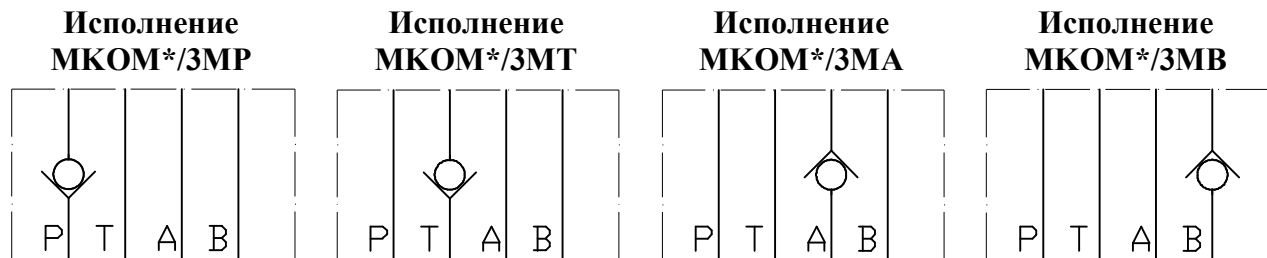 Исполнение Исполнение Исполнение Исполнение
МКОМ*/3МР МКОМ*/3МТ МКОМ*/3МА МКОМ*/3МВ
P T A B P T A B P T A B P T A B